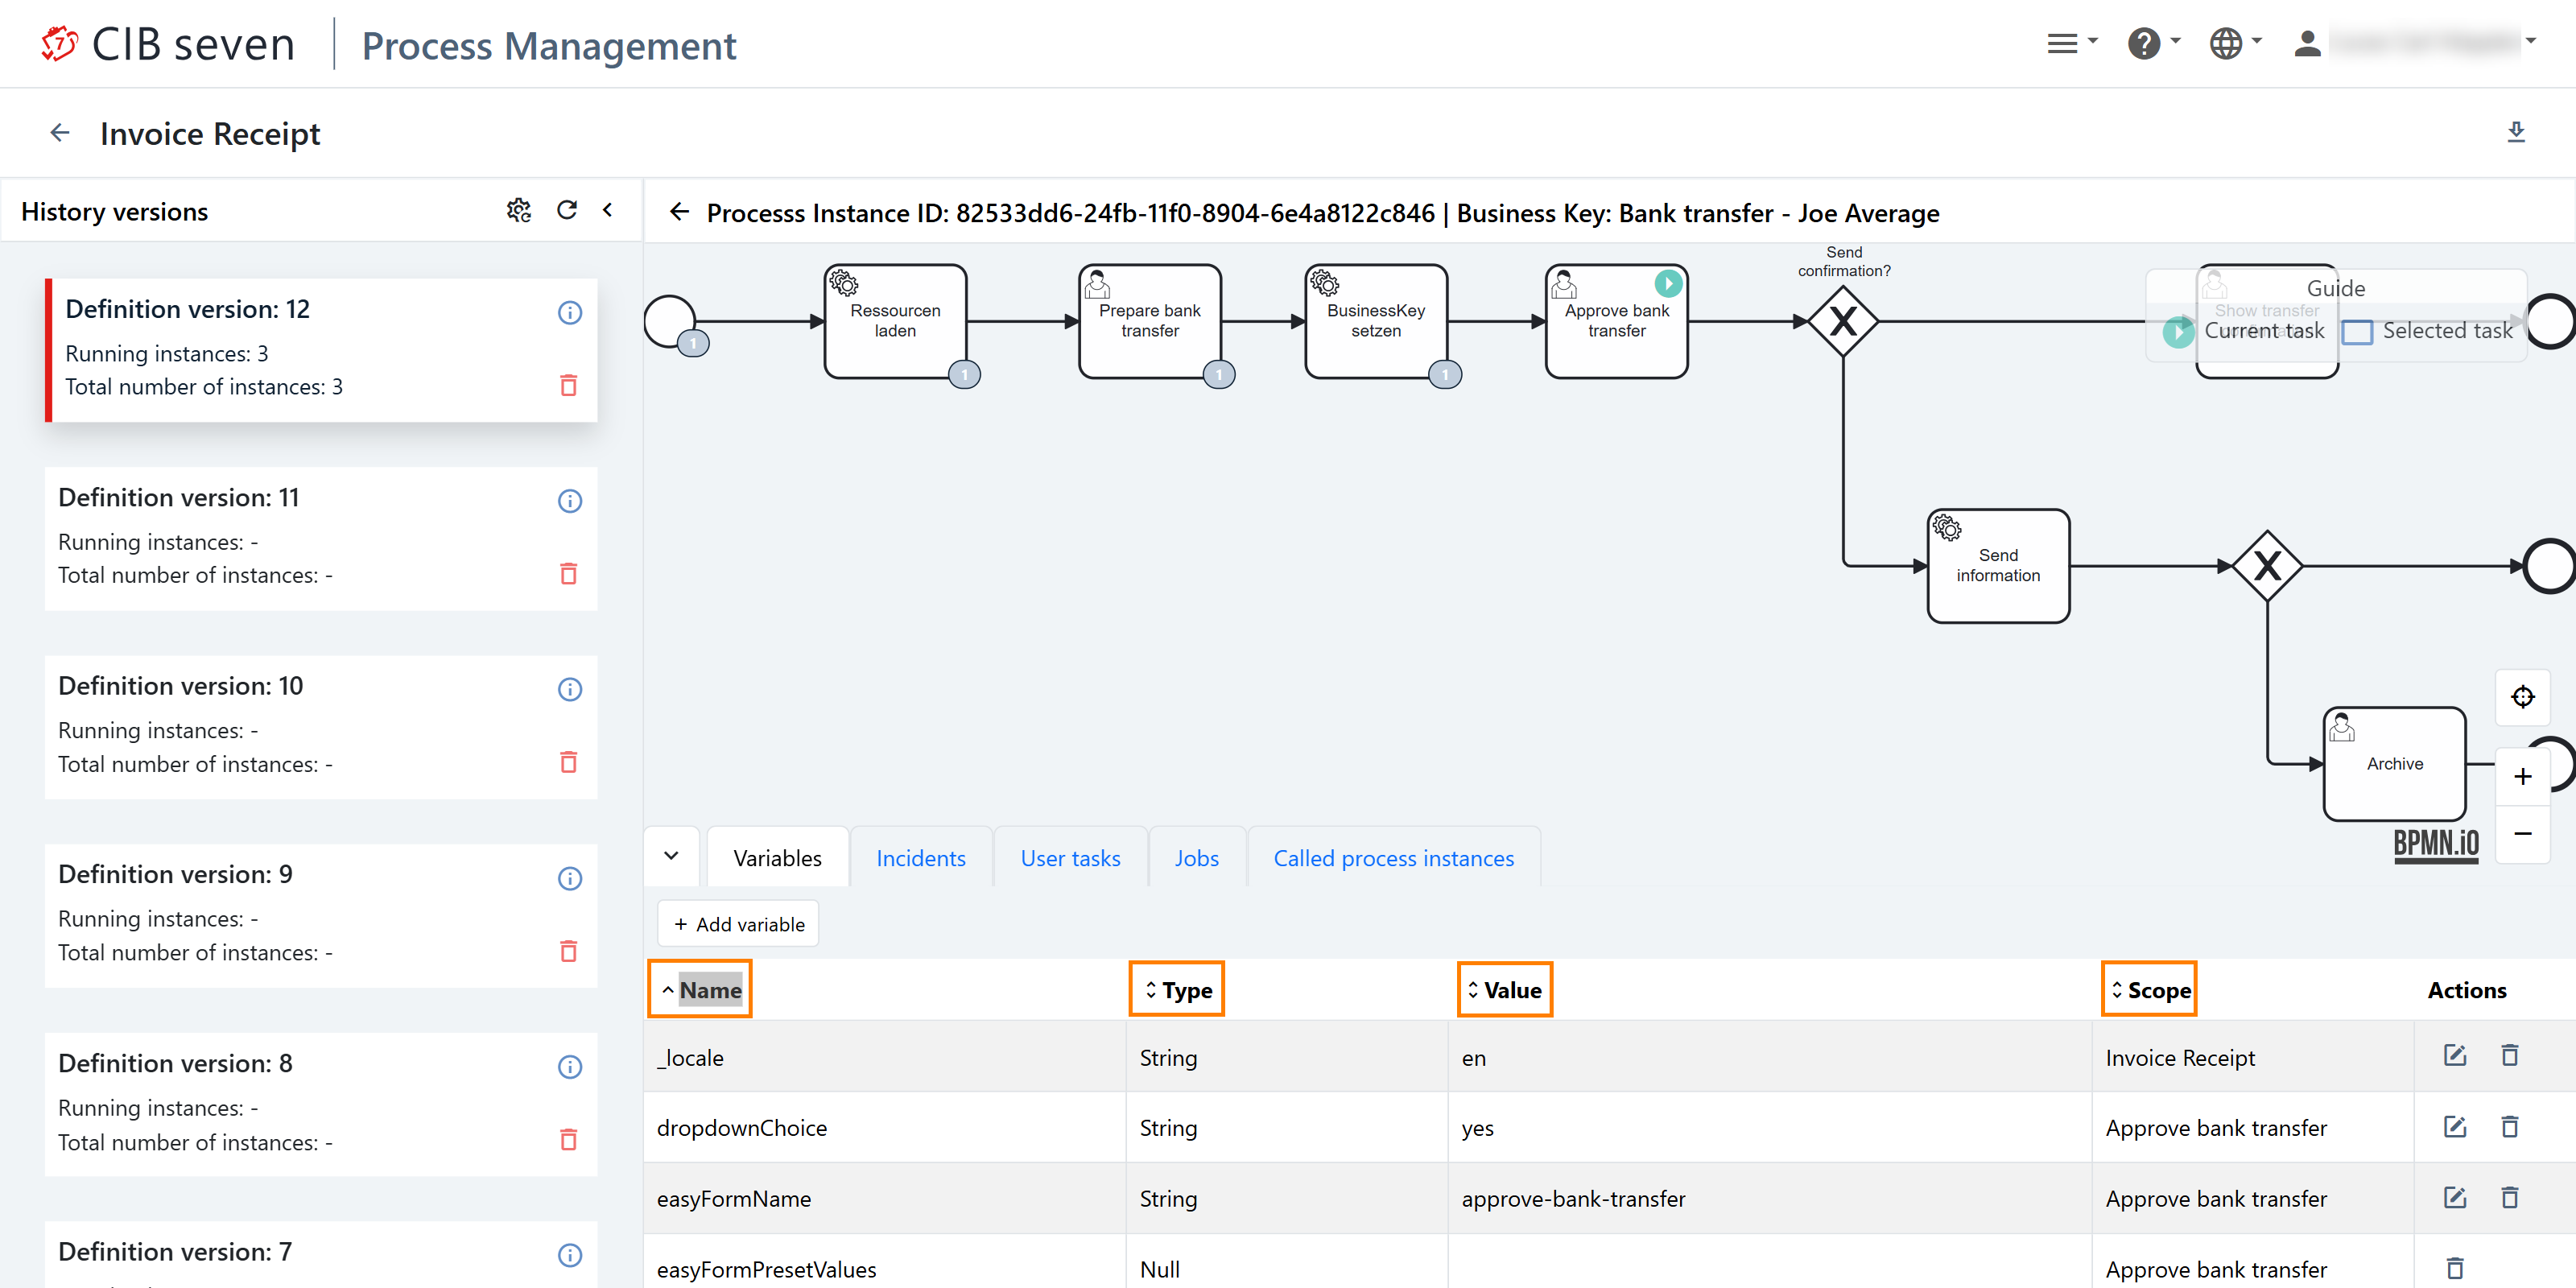 CIB seven
Process Management
Invoice Receipt
History versions
Processs Instance ID: 82533dd6-24fb-11f0-8904-6e4a8122c846 | Business Key: Bank transfer - Joe Average
Definition version: 12
Running instances: 3
Total number of instances: 3
Definition version: 11
Running instances: -
Total number of instances: -
Definition version: 10
Running instances: -
Total number of instances: -
Definition version: 9
Running instances: -
Total number of instances: -
Definition version: 8
Running instances: -
Total number of instances: -
Definition version: 7
1
Ressourcen
laden
1
Prepare bank
transfer
1
BusinessKey
setzen
1
Approve bank
transfer
Send
confirmation?
Show transfer
Guide
Current task
Selected task
Send
information
Archive
BPMN.iO
Variables
Incidents
User tasks
Jobs
Called process instances
+ Add variable
Name Type Value Scope Actions
_locale String en Invoice Receipt
dropdownChoice String yes Approve bank transfer
easyFormName String approve-bank-transfer Approve bank transfer
easyFormPresetValues Null Approve bank transfer